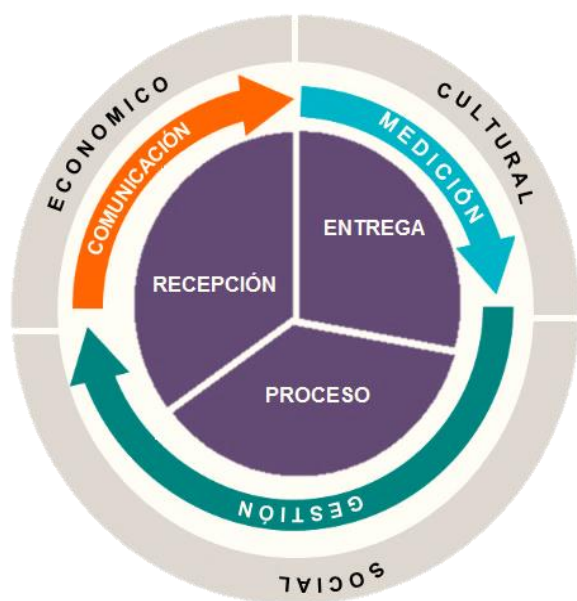 ECONOMICO
CULTURAL
COMUNICACIÓN
MEDICIÓN
ENTREGA
RECEPCIÓN
PROCESO
GESTIÓN
SOCIAL